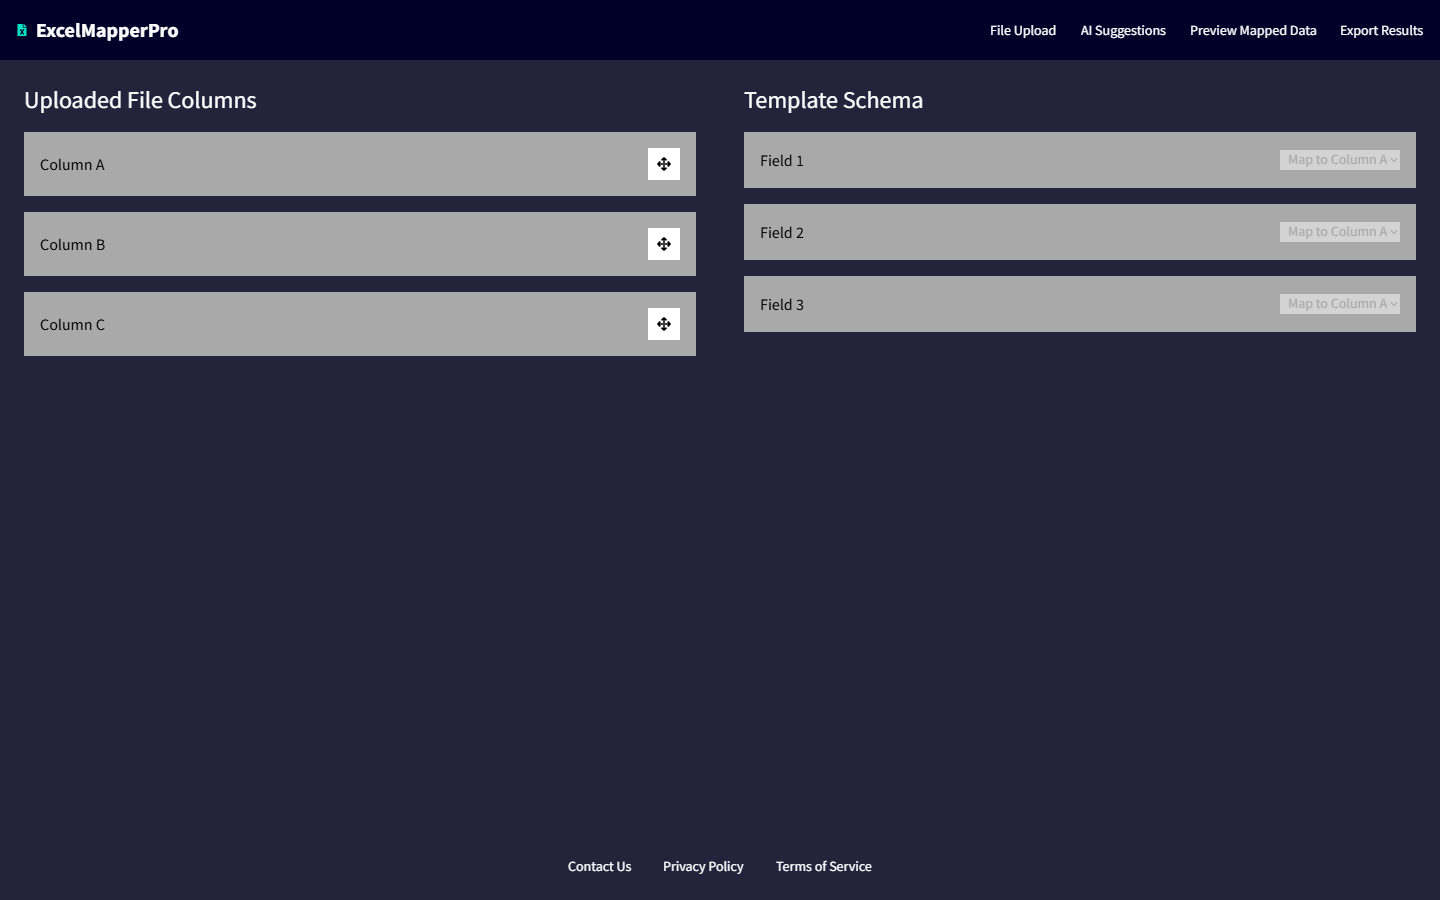 ExcelMapperPro
File Upload
AI Suggestions
Preview Mapped Data
Export Results
Uploaded File Columns
Column A
Column B
Column C
Template Schema
Field 1
Map to Column A
Field 2
Map to Column A
Field 3
Map to Column A
Contact Us
Privacy Policy
Terms of Service